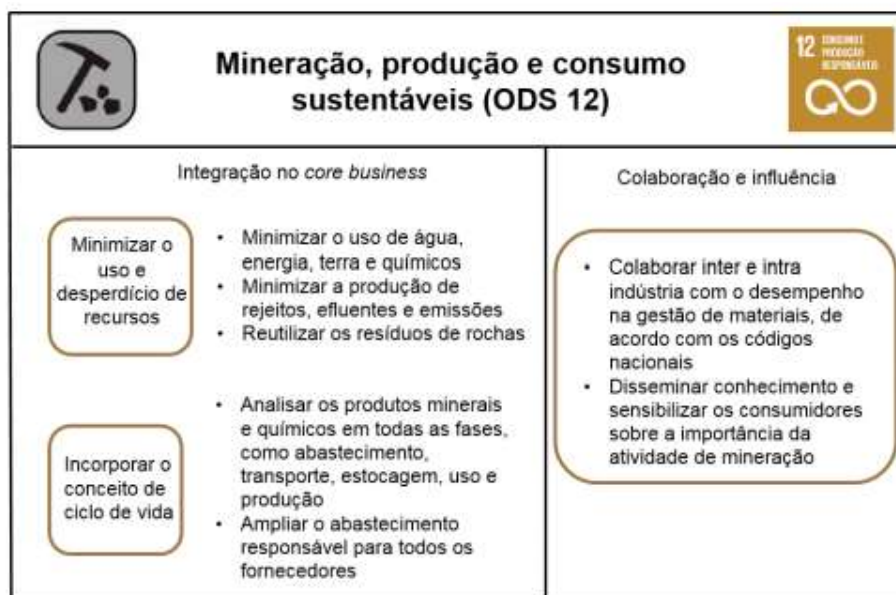 Mineração, produção e consumo
sustentáveis (ODS 12)
12 CONSUMO E
PRODUÇÃO
RESPONSÁVEIS
Integração no core business
Minimizar o
uso e
desperdício de
recursos
• Minimizar o uso de água,
energia, terra e químicos
• Minimizar a produção de
rejeitos, efluentes e emissões
• Reutilizar os resíduos de rochas
Incorporar o
conceito de
ciclo de vida
• Analisar os produtos minerais
e químicos em todas as fases,
como abastecimento,
transporte, estocagem, uso e
produção
• Ampliar o abastecimento
responsável para todos os
fornecedores
Colaboração e influência
• Colaborar inter e intra
indústria com o desempenho
na gestão de materiais, de
acordo com os códigos
nacionais
• Disseminar conhecimento e
sensibilizar os consumidores
sobre a importância da
atividade de mineração